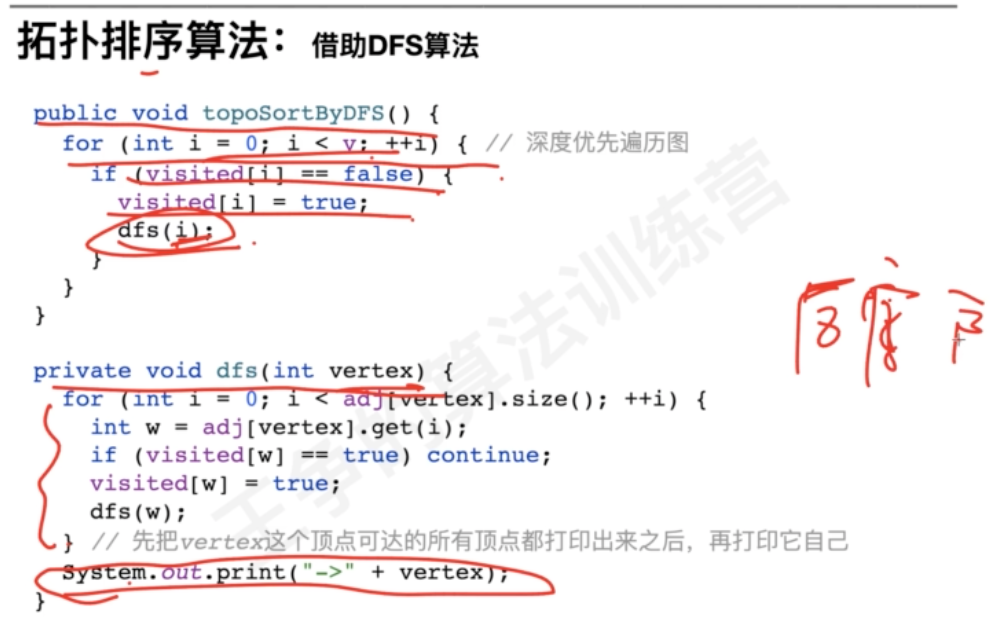 拓扑排序算法： 借助DFS算法
public void topoSortByDFS() {
for (int i = 0; i < v; ++i) { // 深度优先遍历图
if (visited[i] == false) {
visited[i] = true;
dfs(i);
}
}
}
private void dfs(int vertex) {
for (int i = 0; i < adj[vertex].size(); ++i) {
int w = adj[vertex].get(i);
if (visited[w] == true) continue;
visited[w] = true;
dfs(w);
} // 先把vertex这个顶点可达的所有顶点都打印出来之后，再打印它自己
System.out.print("->" + vertex);
}
王争的算法训练营